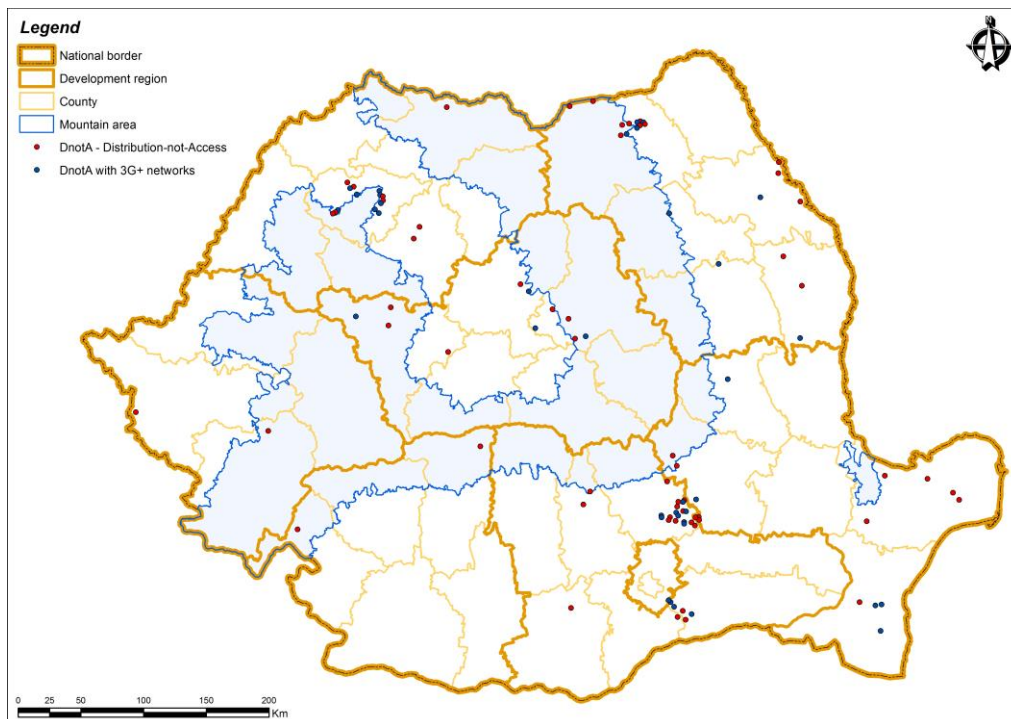 Legend
National border
Development region
County
Mountain area
DnotA - Distribution-not-Access
DnotA with 3G+ networks
0 25 50 100 150 200
Km